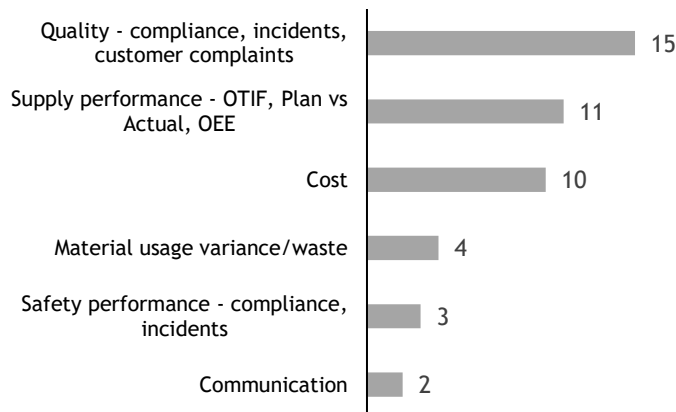 Quality - compliance, incidents,
customer complaints
15
Supply performance - OTIF, Plan vs
Actual, OEE
11
Cost
10
Material usage variance/waste
4
Safety performance - compliance,
incidents
3
Communication
2